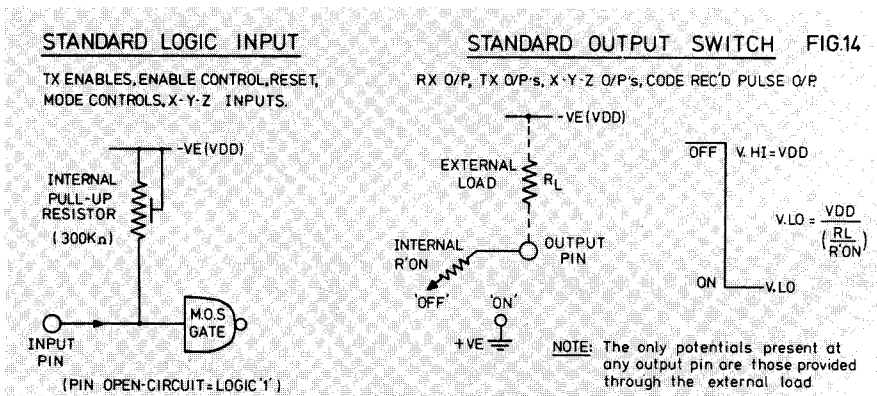 STANDARD LOGIC INPUT
TX ENABLES, ENABLE CONTROL, RESET,
MODE CONTROLS, X-Y-Z INPUTS.
-VE(VDD)
INTERNAL
PULL-UP
RESISTOR
(300KΩ)
M.O.S
GATE
INPUT
PIN
(PIN OPEN-CIRCUIT=LOGIC '1')
STANDARD OUTPUT SWITCH FIG.14
RX O/P, TX O/P's, X-Y-Z O/P's, CODE REC'D PULSE O/P.
-VE(VDD)
EXTERNAL
LOAD
RL
INTERNAL
R'ON
OUTPUT
PIN
'OFF'
'ON'
+VE
OFF V. HI=VDD
V.LO = VDD
(RL
R'ON)
ON V.LO
NOTE: The only potentials present at
any output pin are those provided
through the external load